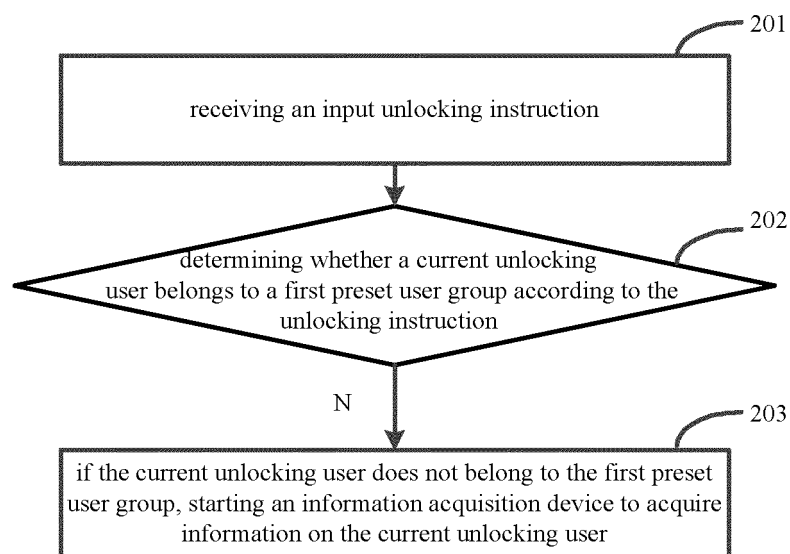 201
receiving an input unlocking instruction
202
determining whether a current unlocking
user belongs to a first preset user group according to the
unlocking instruction
N
203
if the current unlocking user does not belong to the first preset
user group, starting an information acquisition device to acquire
information on the current unlocking user